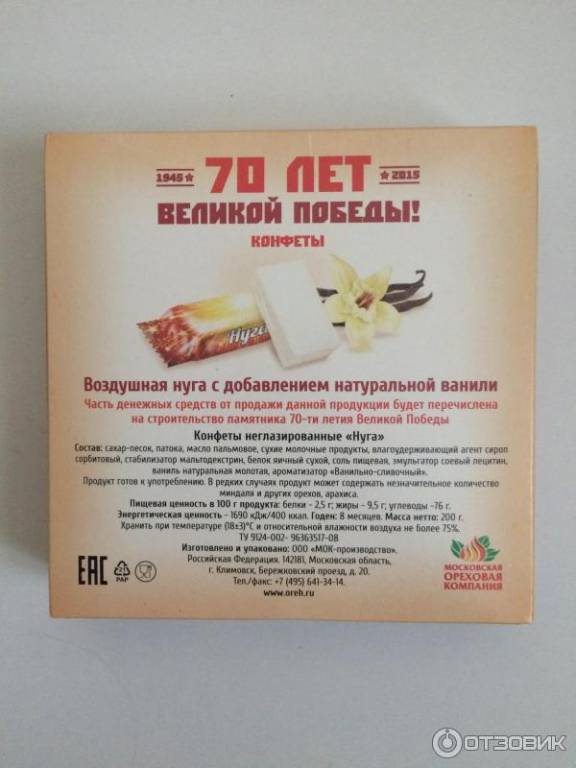 1945 ★ 70 ЛЕТ ★ 2015
ВЕЛИКОЙ ПОБЕДЫ!
КОНФЕТЫ
Нуга
Воздушная нуга с добавлением натуральной ванили
Часть денежных средств от продажи данной продукции будет перечислена
на строительство памятника 70-ти летия Великой Победы
Конфеты неглазированные «Нуга»
Состав: сахар-песок, патока, масло пальмовое, сухие молочные продукты, влагоудерживающий агент сироп
сорбитовый, стабилизатор мальтодекстрин, белок яичный сухой, соль пищевая, эмульгатор соевый лецитин,
ваниль натуральная молотая, ароматизатор «Ванильно-сливочный».
Продукт готов к употреблению. В редких случаях продукт может содержать незначительное количество
миндаля и других орехов, арахиса.
Пищевая ценность в 100 г продукта: белки - 2,5 г; жиры - 9,5 г; углеводы -76 г.
Энергетическая ценность - 1690 кДж/400 ккал. Годен: 8 месяцев. Масса нетто: 200 г.
Хранить при температуре (18±3)°С и относительной влажности воздуха не более 75%.
ТУ 9124-002- 96363517-08
Изготовлено и упаковано: ООО «МОК-производство».
Российская Федерация. 142181, Московская область,
г. Климовск, Бережковский проезд, д. 20.
Тел./факс: +7 (495) 641-34-14.
www.oreh.ru
EAC
21
PAP
МОСКОВСКАЯ
ОРЕХОВАЯ
КОМПАНИЯ
ОТЗОВИК